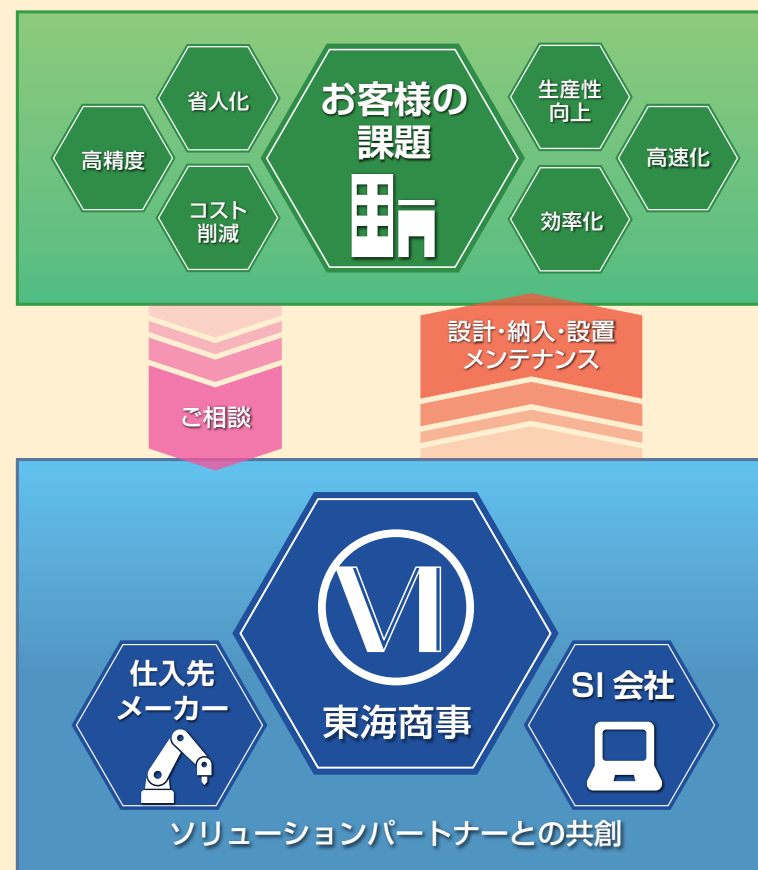 省人化
お客様の
課題
生産性
向上
高精度
高速化
コスト
削減
効率化
設計・納入・設置
メンテナンス
ご相談
東海商事
仕入先
メーカー
SI 会社
ソリューションパートナーとの共創